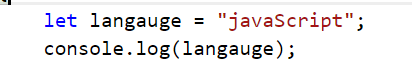 let langauge = "javaScript";
console.log(langauge);